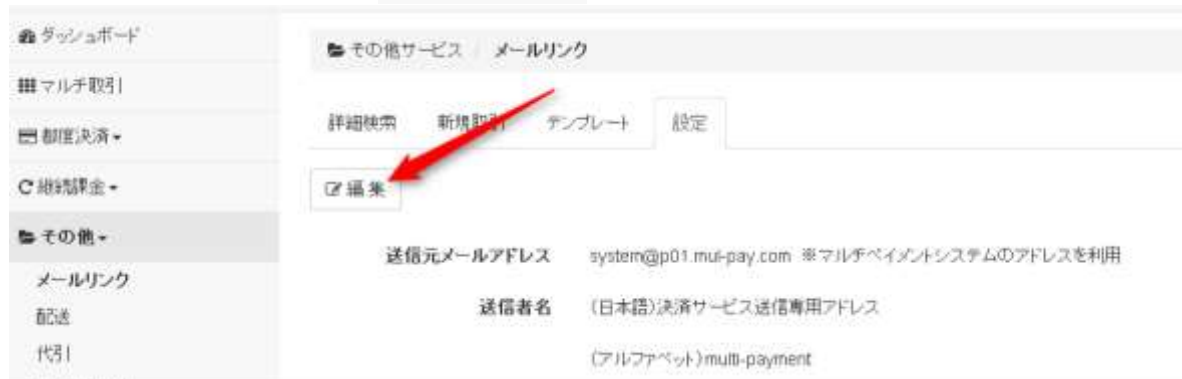 ダッシュボード
その他サービス / メールリンク
マルチ取引
詳細検索 新規取引 テンプレート 設定
都度決済
継続課金
編集
その他
送信元メールアドレス system@p01.mul-pay.com ※マルチペイメントシステムのアドレスを利用
メールリンク
送信者名 (日本語)決済サービス送信専用アドレス
配送
代引
(アルファベット)multi-payment